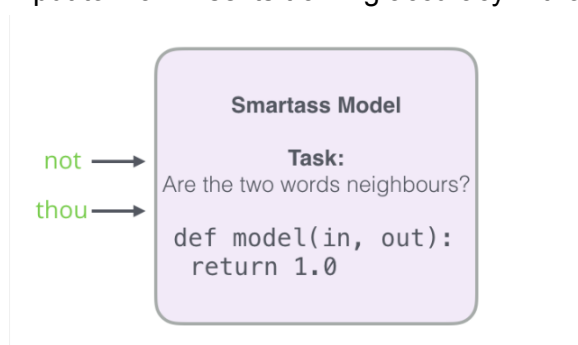 Smartass Model
not
Task:
Are the two words neighbours?
thou
def model(in, out):
return 1.0